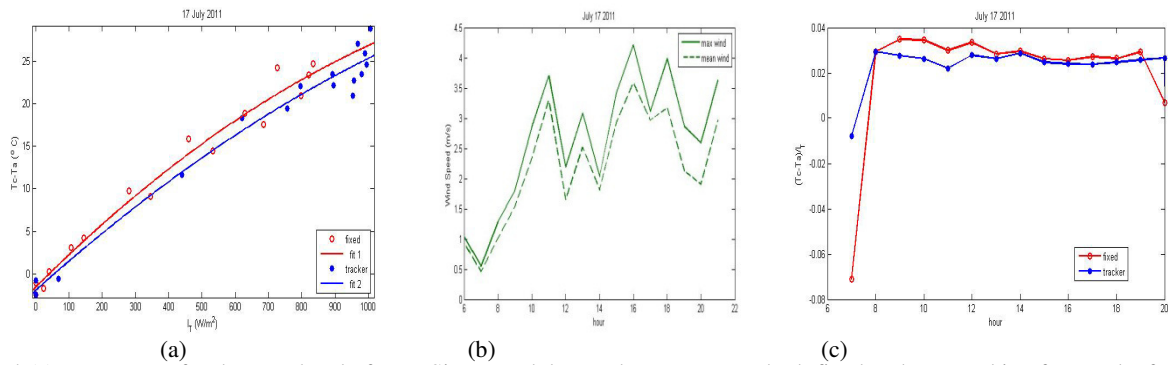 17 July 2011
25
20
15
10
5
0
Tc-Ta (° C)
0 100 200 300 400 500 600 700 800 900 1000
I_T (W/m²)
fixed
fit 1
tracker
fit 2
(a)
July 17 2011
4.5
4
3.5
3
2.5
2
1.5
1
0.5
0
Wind Speed (m/s)
6 8 10 12 14 16 18 20 22
hour
max wind
mean wind
(b)
July 17 2011
0.04
0.02
0
-0.02
-0.04
-0.06
-0.08
(Tc-Ta)/I_T
6 8 10 12 14 16 18 20
hour
fixed
tracker
(c)